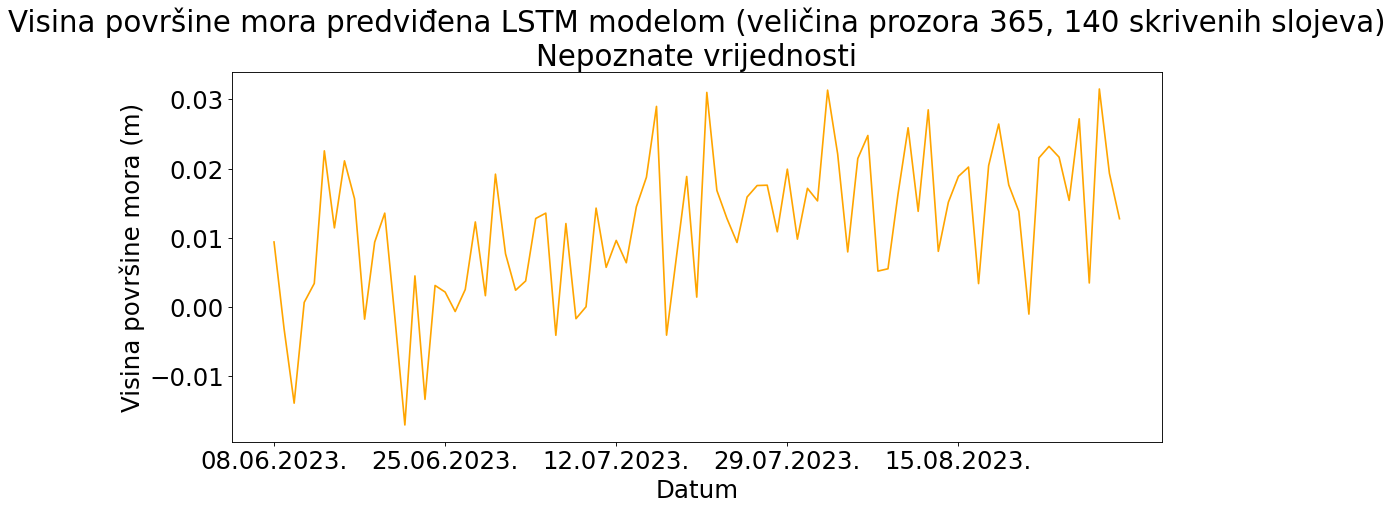 Visina površine mora predviđena LSTM modelom (veličina prozora 365, 140 skrivenih slojeva)
Nepoznate vrijednosti
Visina površine mora (m)
0.03
0.02
0.01
0.00
−0.01
08.06.2023. 25.06.2023. 12.07.2023. 29.07.2023. 15.08.2023.
Datum